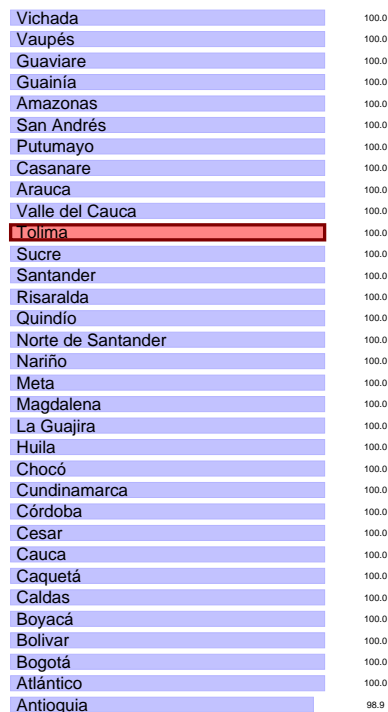 Vichada 100.0
Vaupés 100.0
Guaviare 100.0
Guainía 100.0
Amazonas 100.0
San Andrés 100.0
Putumayo 100.0
Casanare 100.0
Arauca 100.0
Valle del Cauca 100.0
Tolima 100.0
Sucre 100.0
Santander 100.0
Risaralda 100.0
Quindío 100.0
Norte de Santander 100.0
Nariño 100.0
Meta 100.0
Magdalena 100.0
La Guajira 100.0
Huila 100.0
Chocó 100.0
Cundinamarca 100.0
Córdoba 100.0
Cesar 100.0
Cauca 100.0
Caquetá 100.0
Caldas 100.0
Boyacá 100.0
Bolivar 100.0
Bogotá 100.0
Atlántico 100.0
Antioquia 98.9